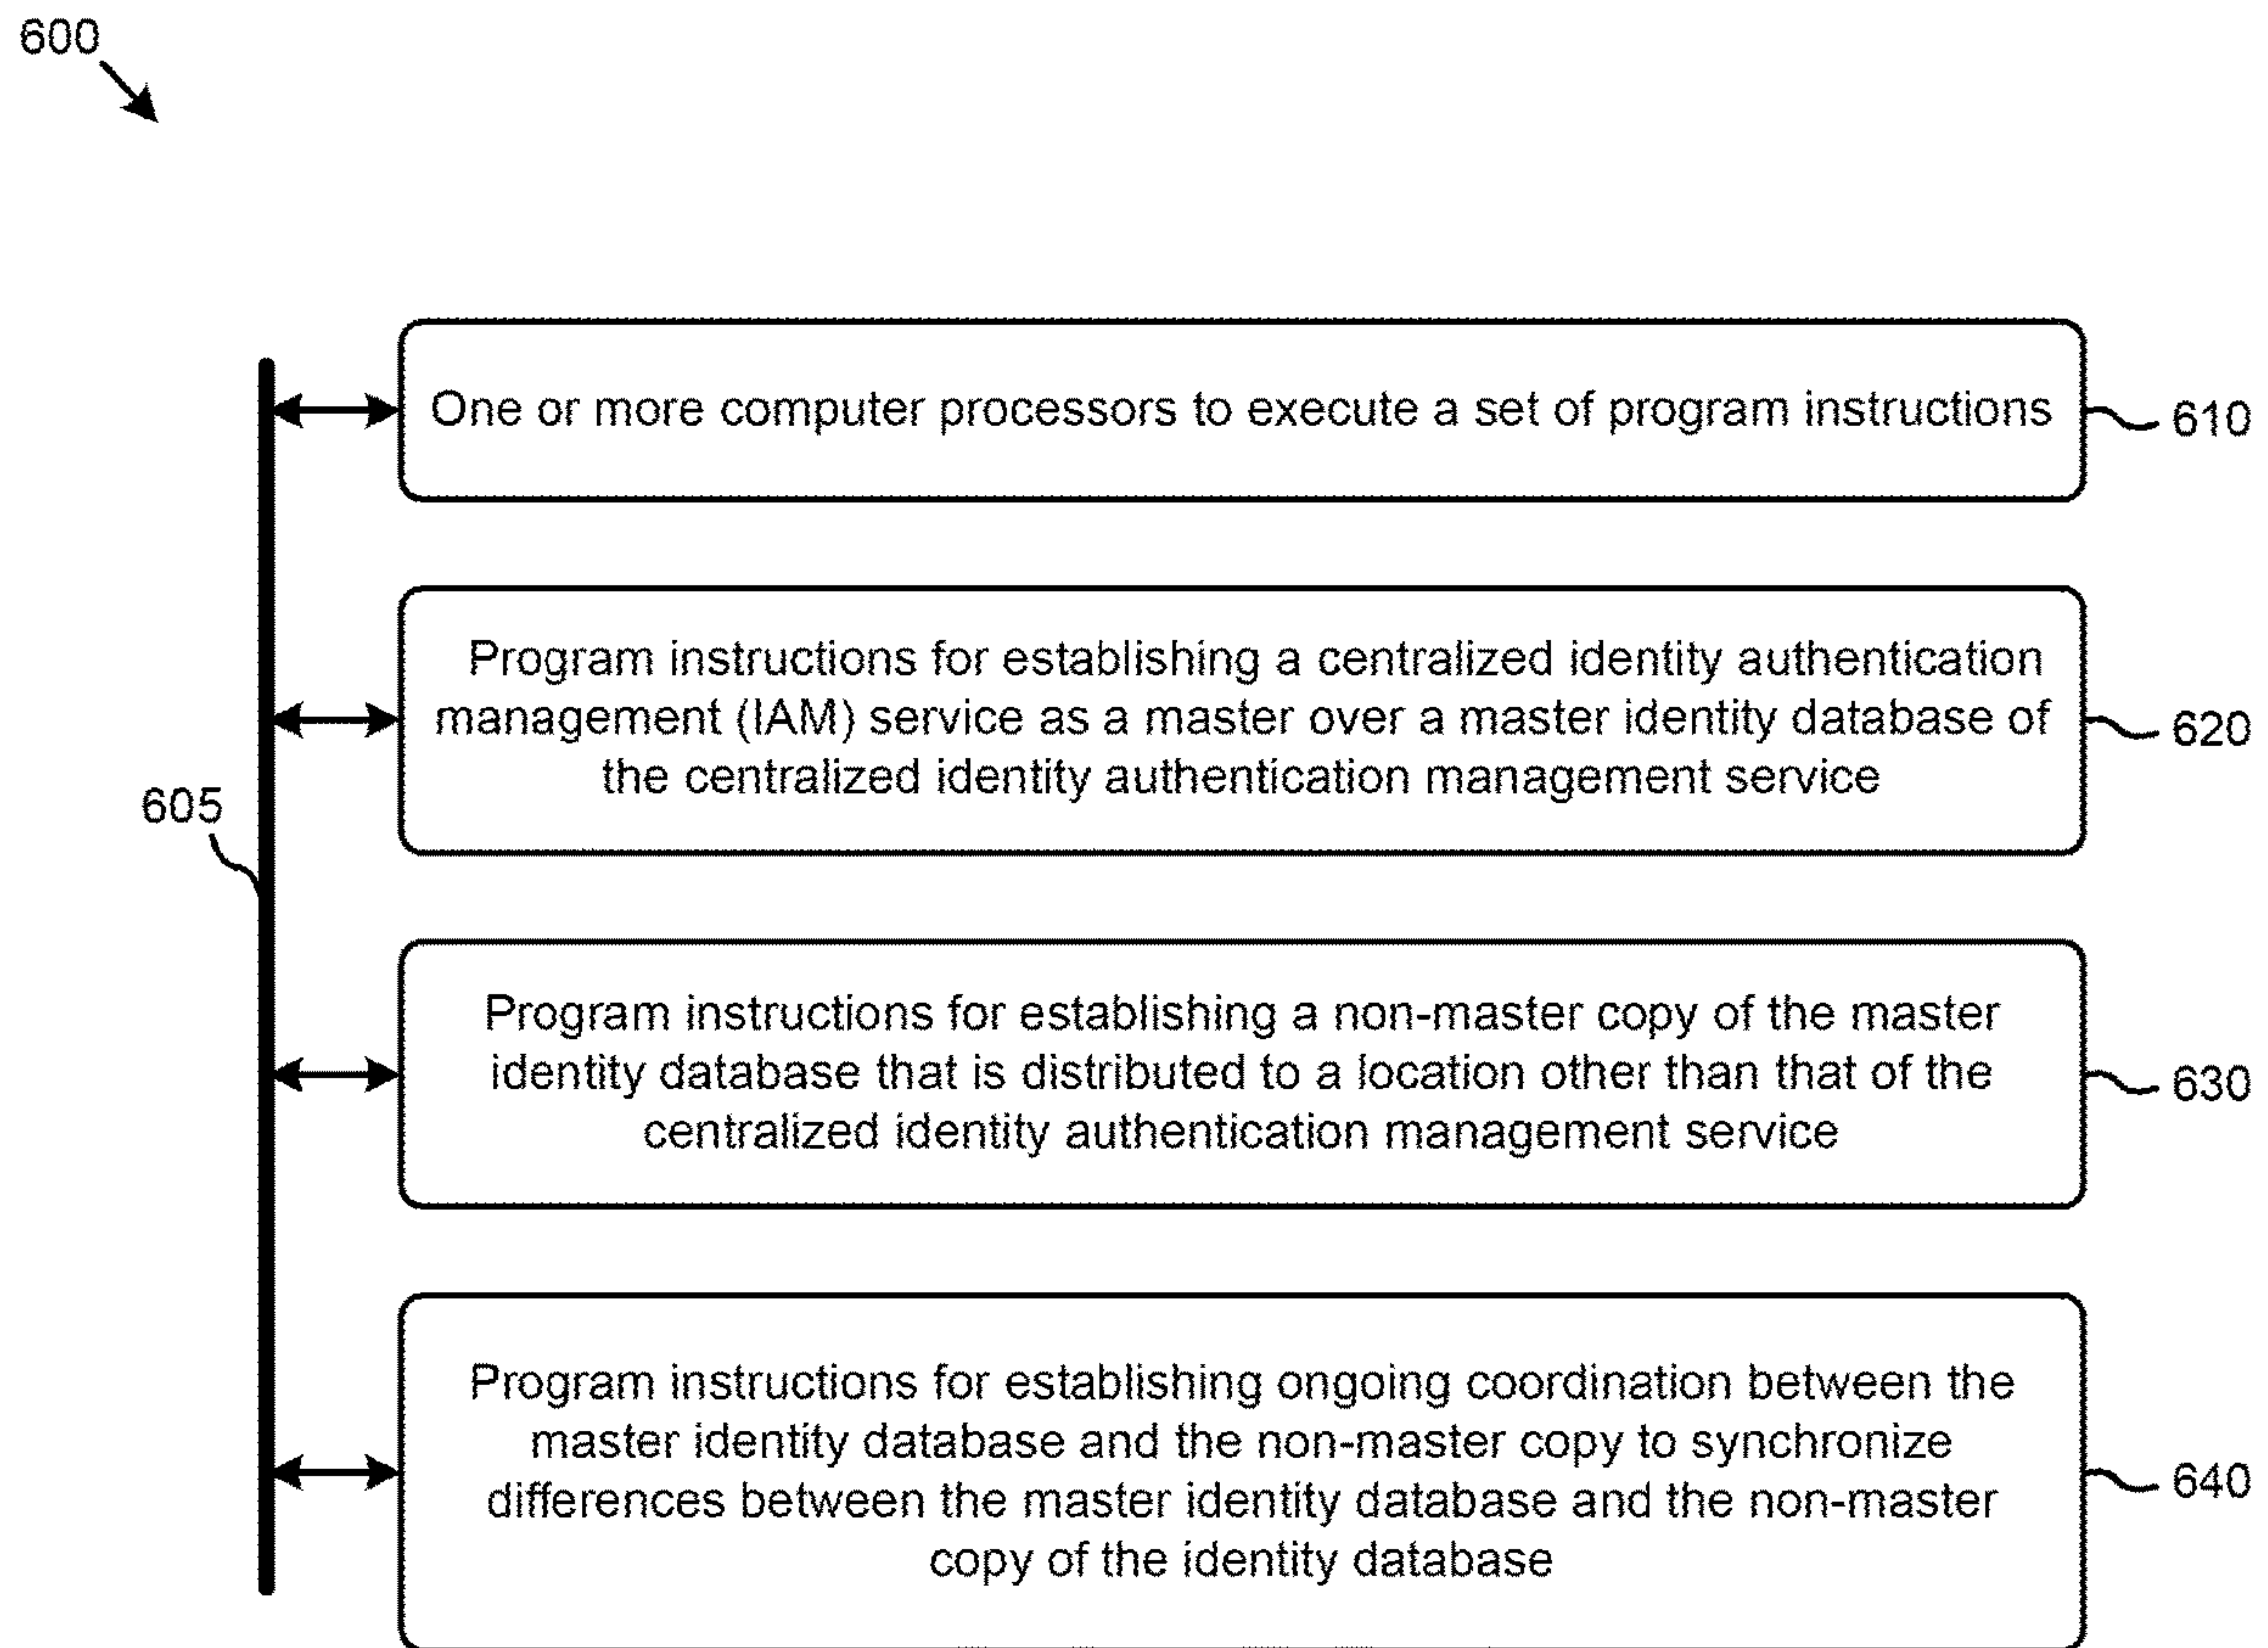 600
One or more computer processors to execute a set of program instructions
610
Program instructions for establishing a centralized identity authentication
management (IAM) service as a master over a master identity database of
the centralized identity authentication management service
620
605
Program instructions for establishing a non-master copy of the master
identity database that is distributed to a location other than that of the
centralized identity authentication management service
630
Program instructions for establishing ongoing coordination between the
master identity database and the non-master copy to synchronize
differences between the master identity database and the non-master
copy of the identity database
640